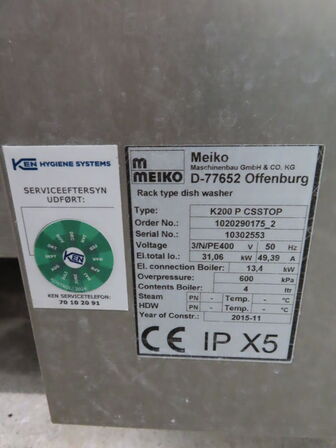 KEN HYGIENE SYSTEMS
SERVICEEFTERSYN
UDFØRT:
KEN
KEN SERVICETELEFON:
70 10 20 91
m
MEIKO
Meiko
Maschinenbau GmbH & CO. KG
D-77652 Offenburg
Rack type dish washer
Type: K200 P CSSTOP
Order No.: 1020290175_2
Serial No.: 10302553
Voltage 3/N/PE400 V 50 Hz
El.total lo. 31,06 kW 49,39 A
El. connection Boiler: 13,4 kW
Overpressure: 600 kPa
Contents Boiler: 4 ltr
Steam PN - Temp. - °C
HDW PN - Temp. - °C
Year of Constr.: 2015-11
CE IP X5